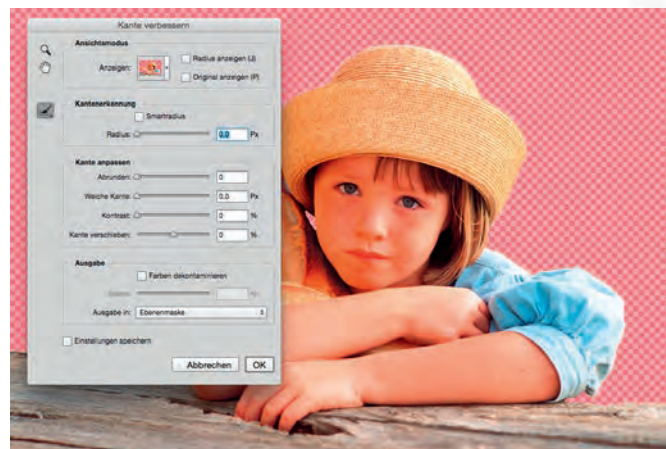 Kante verbessern
Ansichtsmodus
Anzeigen:
Radius anzeigen (J)
Original anzeigen (P)
Kantenerkennung
Smartradius
Radius: 0,0 Px
Kante anpassen
Abrunden: 0
Weiche Kante: 0,0 Px
Kontrast: 0 %
Kante verschieben: 0 %
Ausgabe
Farben dekontaminieren
Ausgabe in: Ebenenmaske
Einstellungen speichern
Abbrechen OK